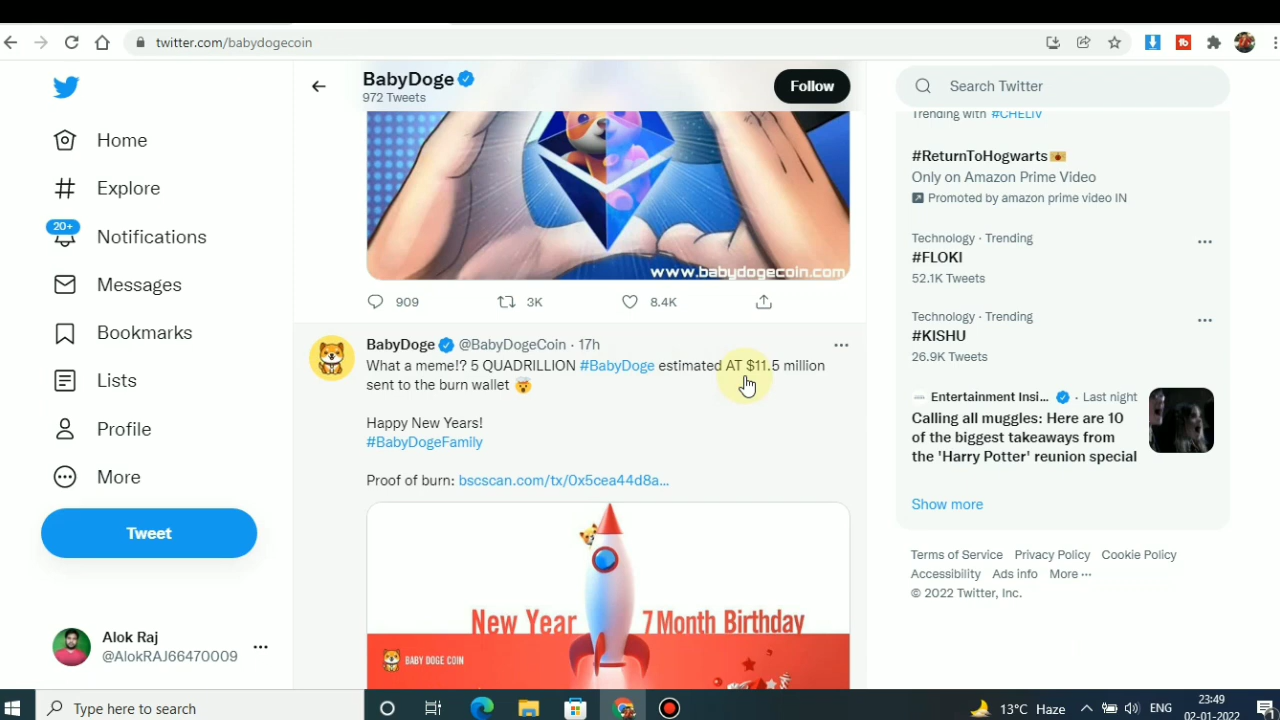 twitter.com/babydogecoin
BabyDoge
972 Tweets
Follow
Search Twitter
Home
Explore
20+
Notifications
Messages
Bookmarks
Lists
Profile
More
Tweet
Alok Raj
@AlokRAJ66470009
www.babydogecoin.com
909
3K
8.4K
BabyDoge @BabyDogeCoin · 17h
What a meme!? 5 QUADRILLION #BabyDoge estimated AT $11.5 million
sent to the burn wallet 🤯
Happy New Years!
#BabyDogeFamily
Proof of burn: bscscan.com/tx/0x5cea44d8a...
New Year 7 Month Birthday
BABY DOGE COIN
Trending with #CHELIV
#ReturnToHogwarts
Only on Amazon Prime Video
Promoted by amazon prime video IN
Technology · Trending
#FLOKI
52.1K Tweets
Technology · Trending
#KISHU
26.9K Tweets
Entertainment Insi... · Last night
Calling all muggles: Here are 10
of the biggest takeaways from
the 'Harry Potter' reunion special
Show more
Terms of Service Privacy Policy Cookie Policy
Accessibility Ads info More ···
© 2022 Twitter, Inc.
Type here to search
13°C Haze
ENG
23:49
02-01-2022